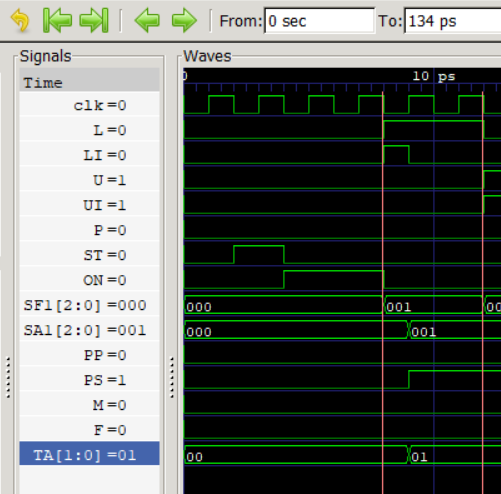 From: 0 sec To: 134 ps
Signals Waves
Time 10 ps
clk=0
L=0
LI=0
U=1
UI=1
P=0
ST=0
ON=0
SF1[2:0]=000 000 001
SA1[2:0]=001 000 001
PP=0
PS=1
M=0
F=0
TA[1:0]=01 00 01